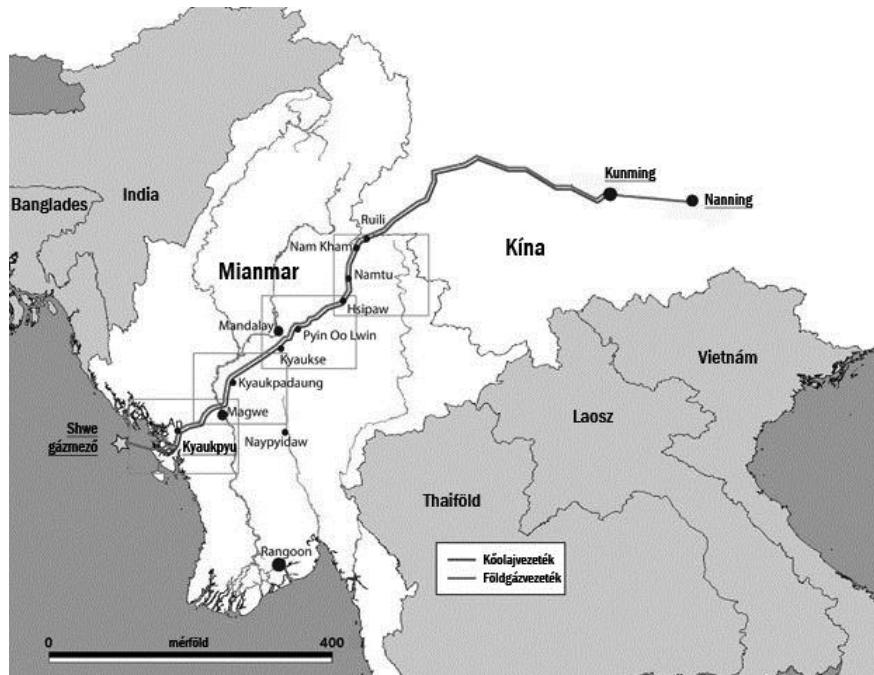 Kunming
Nanning
India
Banglades
Ruili
Nam Kham
Kína
Mianmar
Namtu
Hsipaw
Mandalay
Pyin Oo Lwin
Kyaukse
Vietnám
Kyaukpadaung
Laosz
An
Magwe
Shwe
gázmező
Kyaukpyu
Naypyidaw
Thaiföld
Rangoon
Kőolajvezeték
Földgázvezeték
0 mérföld 400